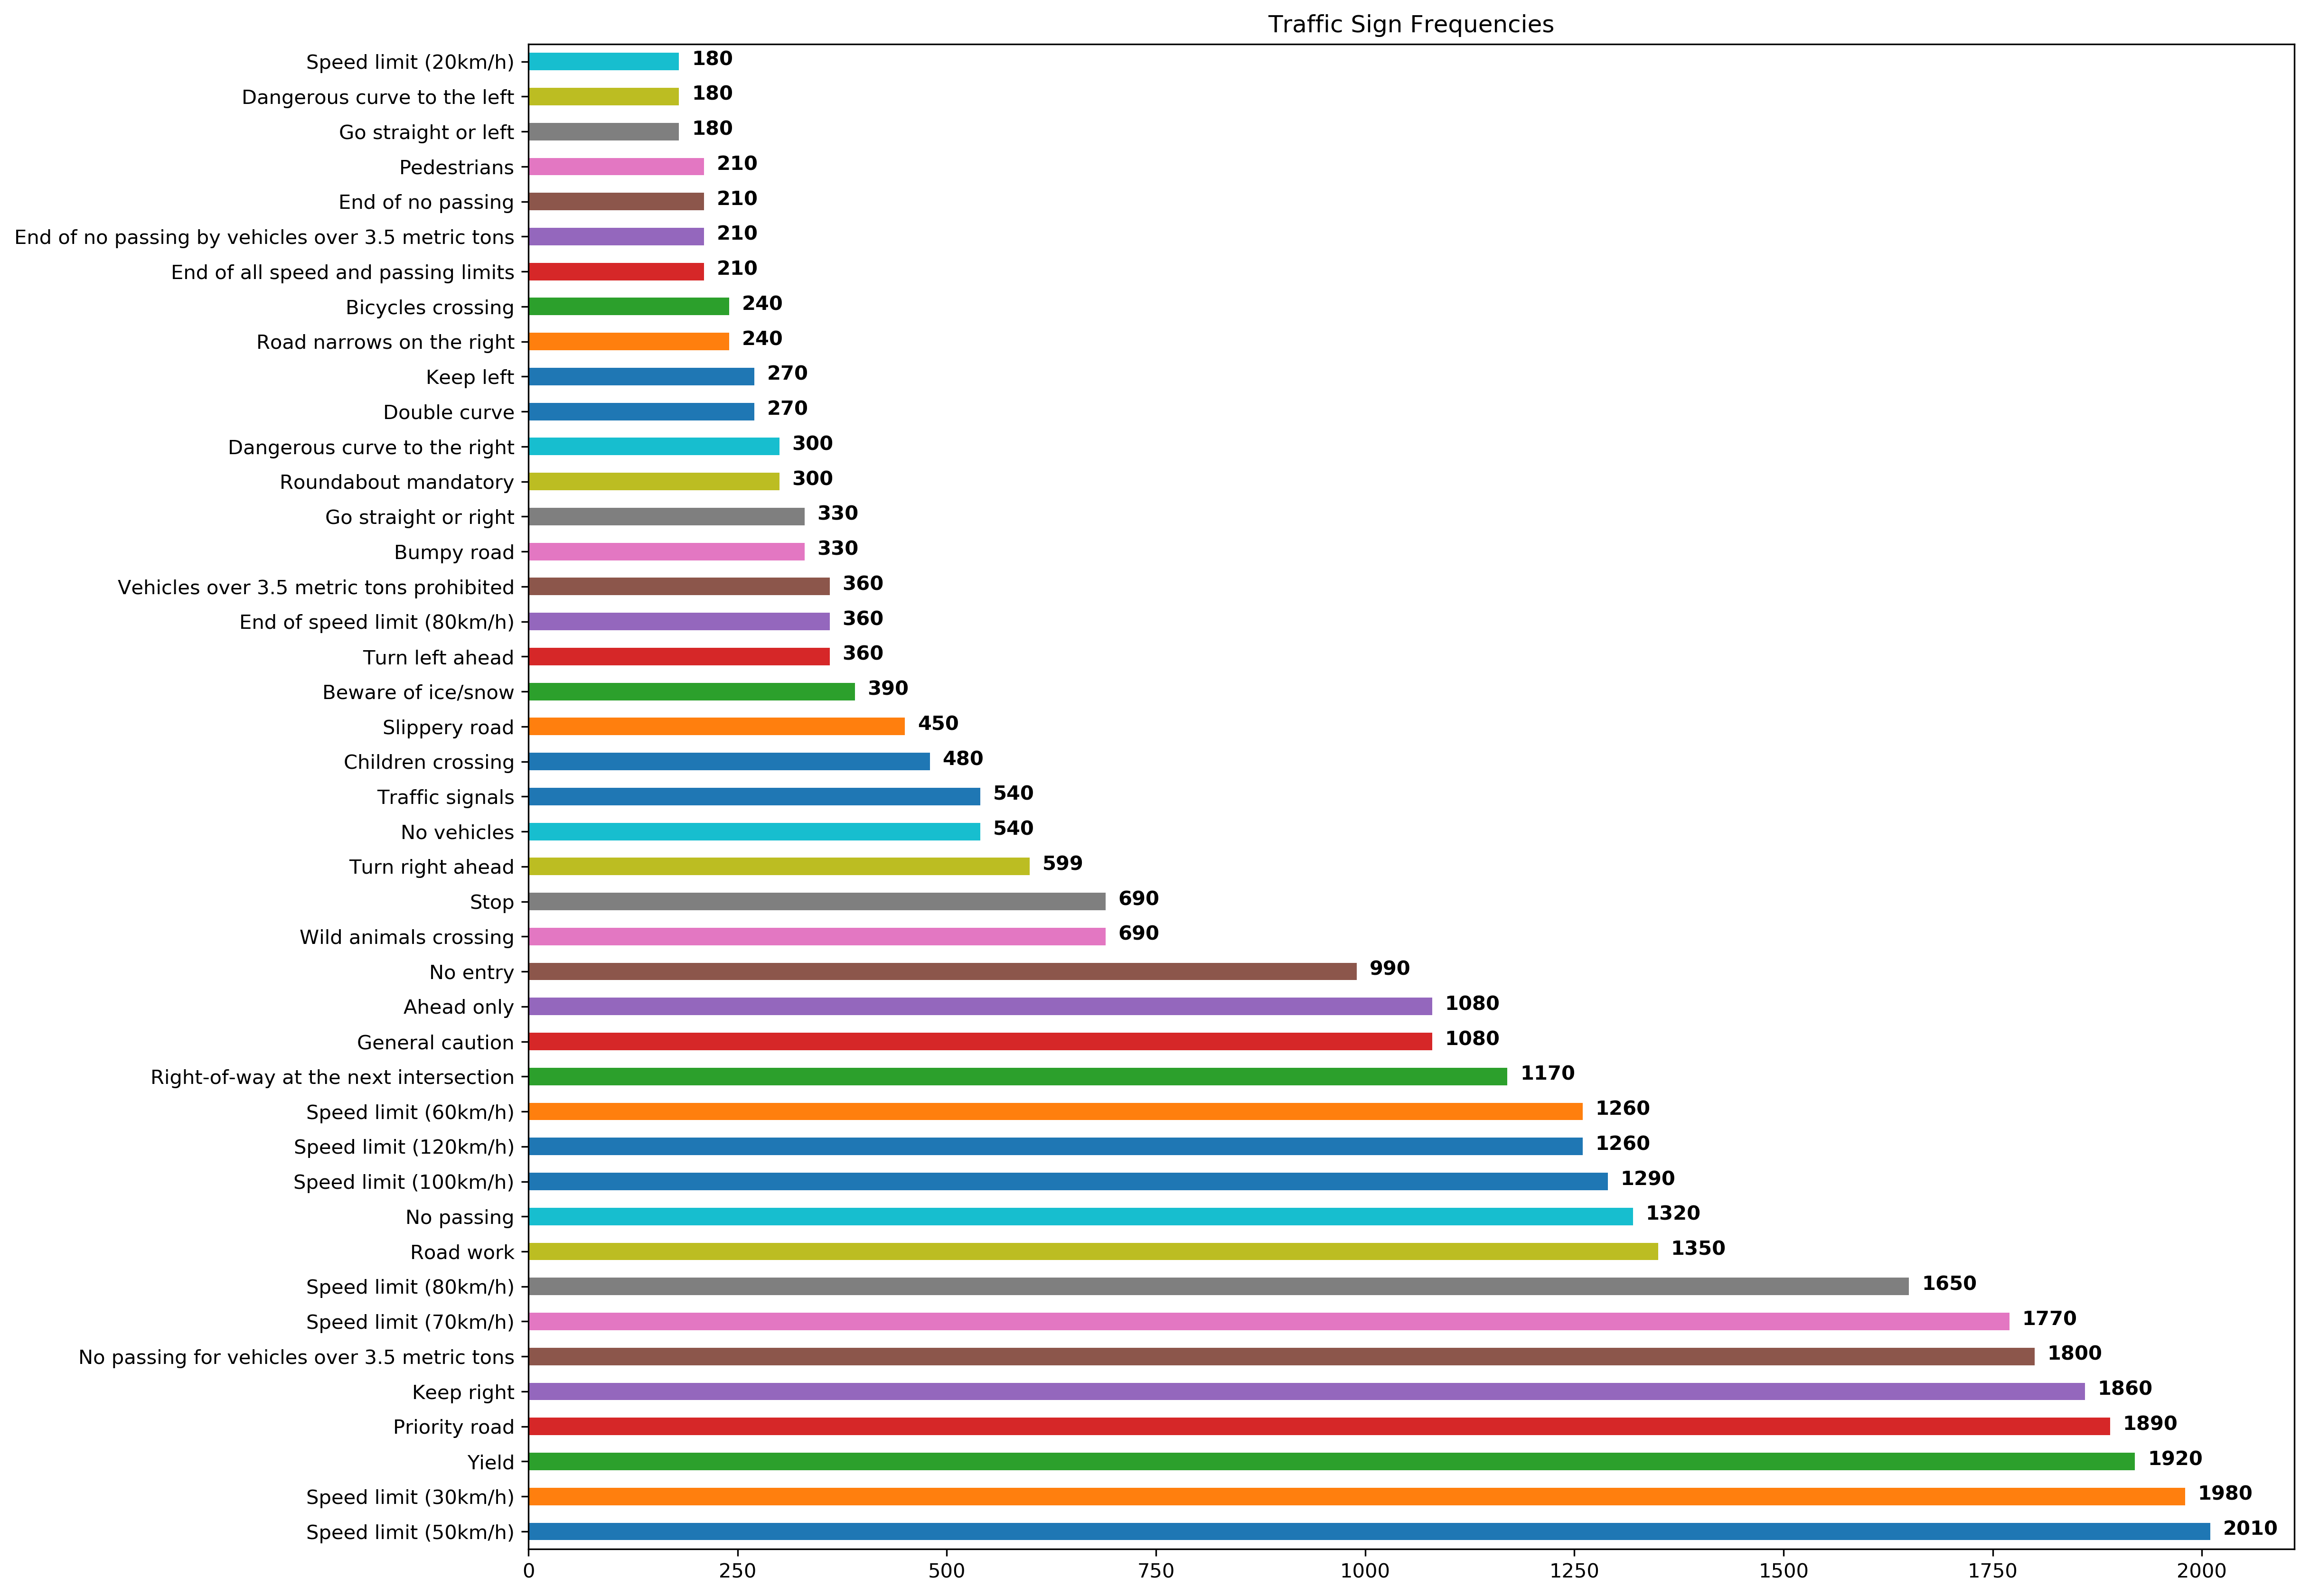 Traffic Sign Frequencies
Speed limit (20km/h) 180
Dangerous curve to the left 180
Go straight or left 180
Pedestrians 210
End of no passing 210
End of no passing by vehicles over 3.5 metric tons 210
End of all speed and passing limits 210
Bicycles crossing 240
Road narrows on the right 240
Keep left 270
Double curve 270
Dangerous curve to the right 300
Roundabout mandatory 300
Go straight or right 330
Bumpy road 330
Vehicles over 3.5 metric tons prohibited 360
End of speed limit (80km/h) 360
Turn left ahead 360
Beware of ice/snow 390
Slippery road 450
Children crossing 480
Traffic signals 540
No vehicles 540
Turn right ahead 599
Stop 690
Wild animals crossing 690
No entry 990
Ahead only 1080
General caution 1080
Right-of-way at the next intersection 1170
Speed limit (60km/h) 1260
Speed limit (120km/h) 1260
Speed limit (100km/h) 1290
No passing 1320
Road work 1350
Speed limit (80km/h) 1650
Speed limit (70km/h) 1770
No passing for vehicles over 3.5 metric tons 1800
Keep right 1860
Priority road 1890
Yield 1920
Speed limit (30km/h) 1980
Speed limit (50km/h) 2010
0 250 500 750 1000 1250 1500 1750 2000